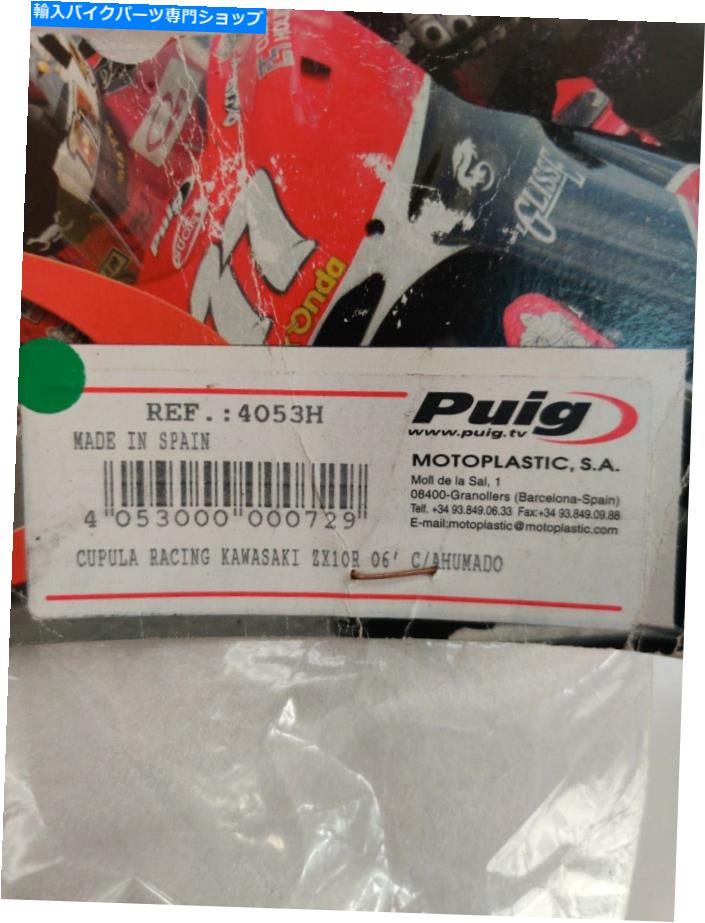 輸入バイクパーツ専門ショップ
Puig
Honda
REF.:4053H
MADE IN SPAIN
4 053000 000729
CUPULA RACING KAWASAKI ZX10R 06' C/AHUMADO
Puig
www.puig.tv
MOTOPLASTIC, S.A.
Moll de la Sal, 1
08400-Granollers (Barcelona-Spain)
Telf. +34 93.849.06.33 Fax:+34 93.849.09.88
E-mail:motoplastic@motoplastic.com